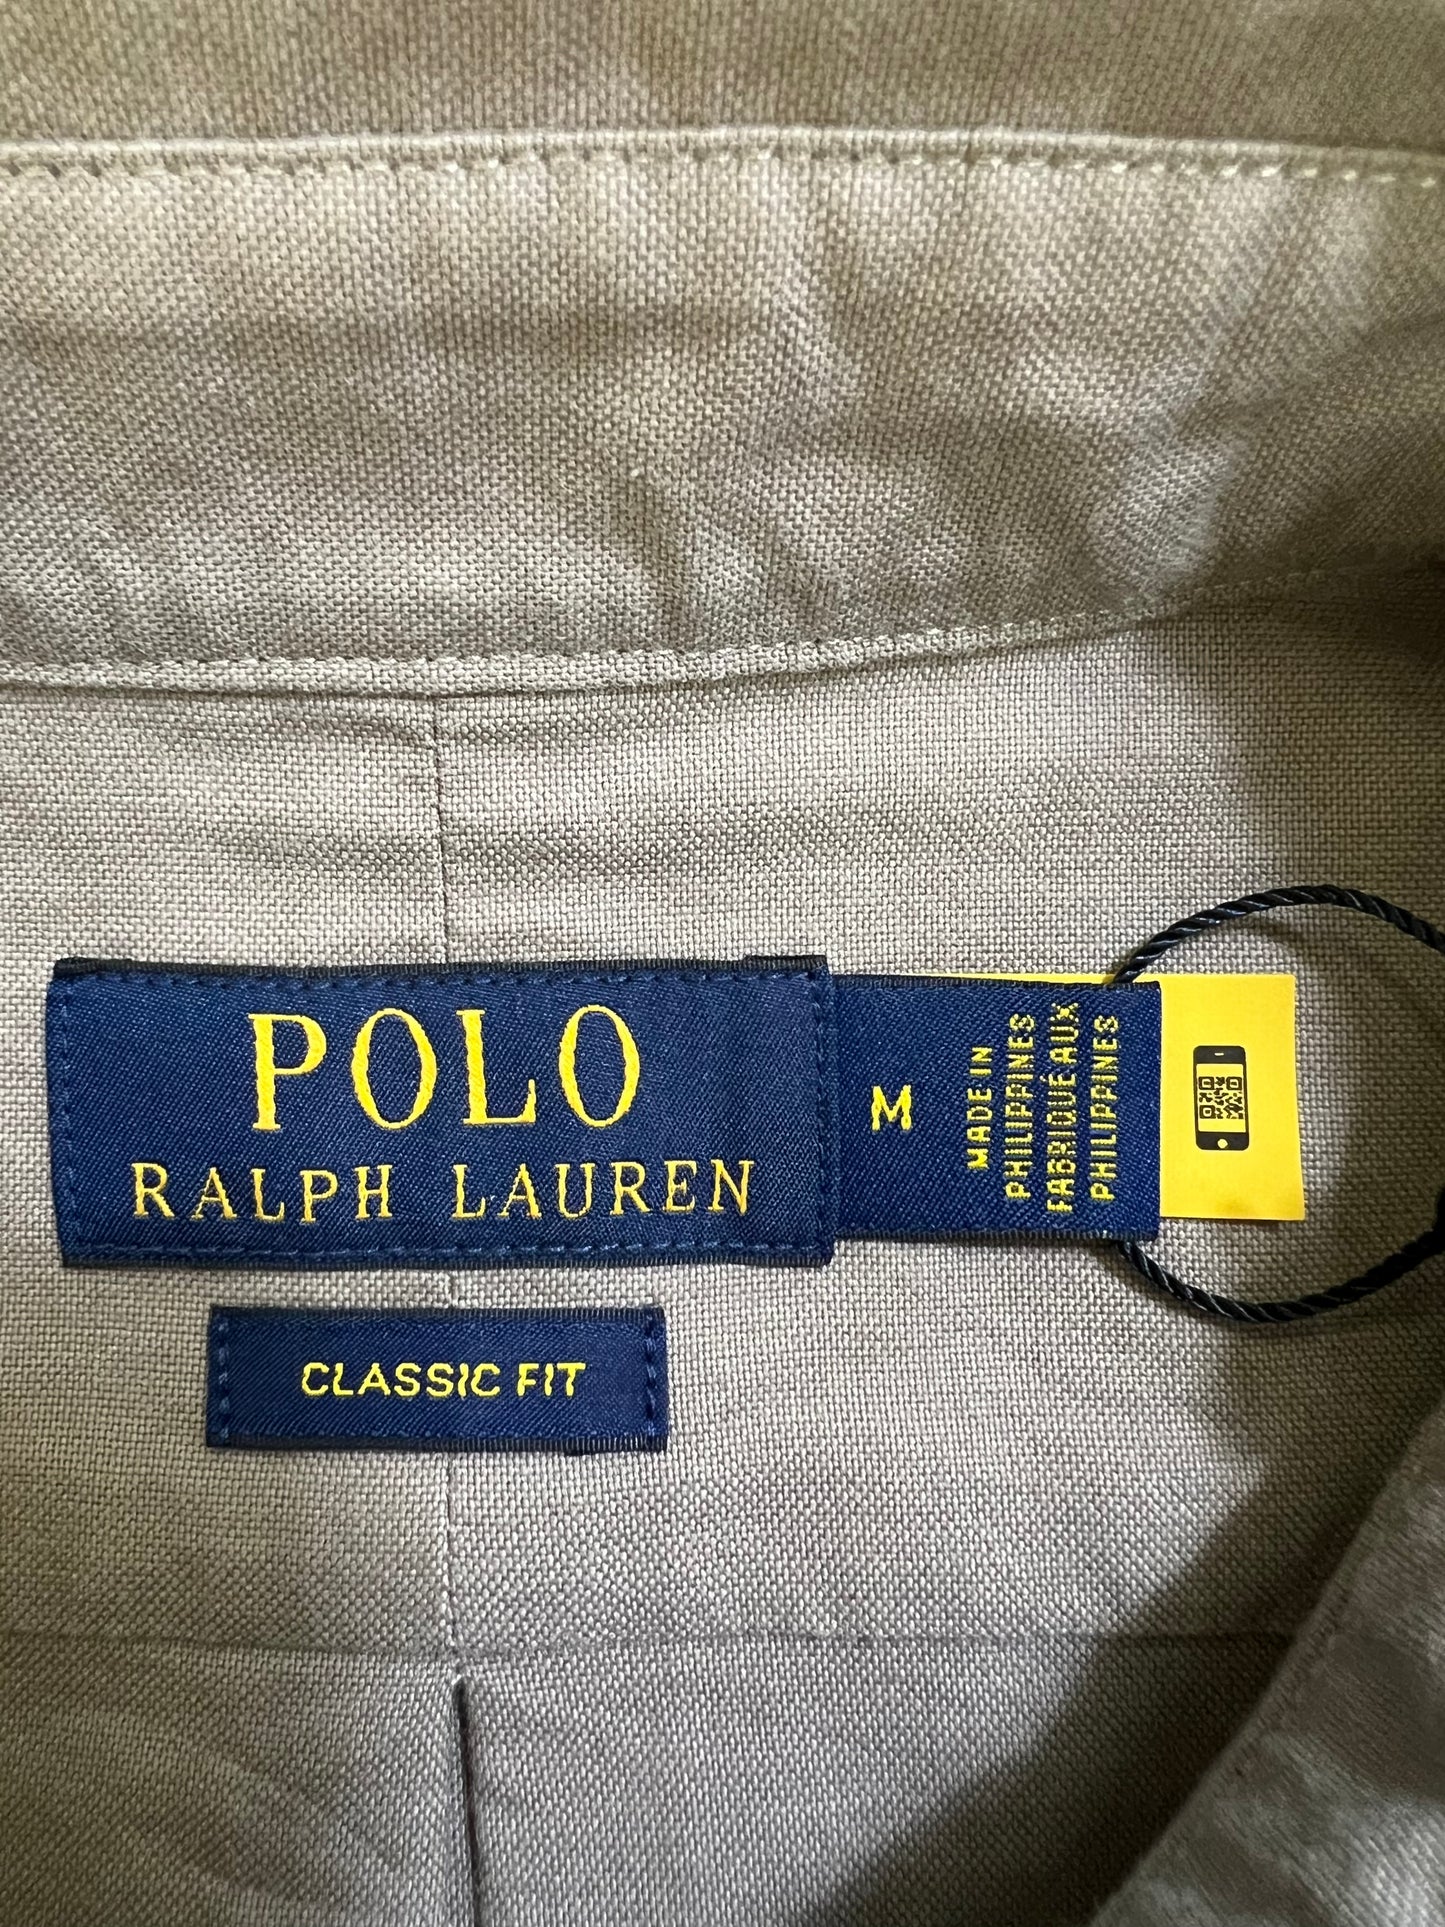 POLO
RALPH LAUREN
M
MADE IN
PHILIPPINES
FABRIQUÉ AUX
PHILIPPINES
CLASSIC FIT